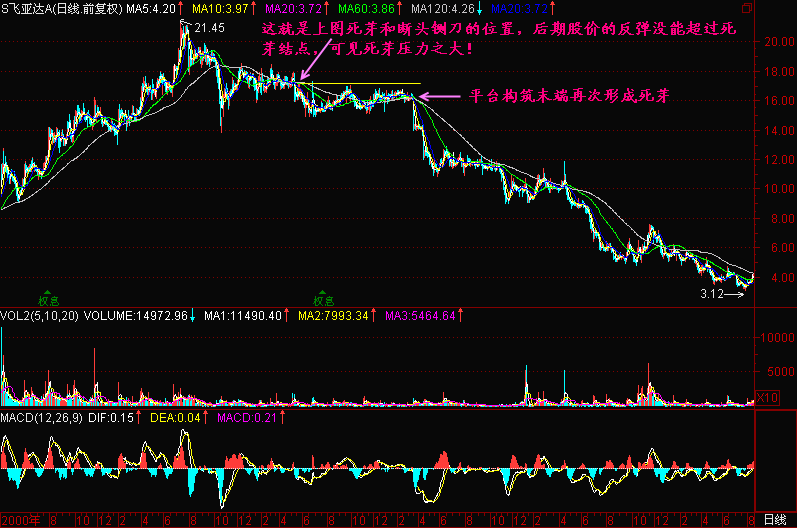 S飞亚达A(日线.前复权) MA5:4.20↑ MA10:3.97↑ MA20:3.72↑ MA60:3.86↑ MA120:4.26↓ MA20:3.72↑
21.45
这就是上图死芽和断头铡刀的位置，后期股价的反弹没能超过死
芽结点，可见死芽压力之大！
平台构筑末端再次形成死芽
20.00
18.00
16.00
14.00
12.00
10.00
8.00
6.00
4.00
3.12
权息
权息
VOL2(5,10,20) VOLUME:14972.96↓ MA1:11490.40↑ MA2:7993.34↑ MA3:5464.64↑
10000
5000
X10
MACD(12,26,9) DIF:0.15↑ DEA:0.04↑ MACD:0.21↑
2000年 8 10 12 2 4 6 8 10 12 2 4 6 8 10 12 2 4 6 8 10 12 2 4 6 8 10 12 2 4 6 8 日线